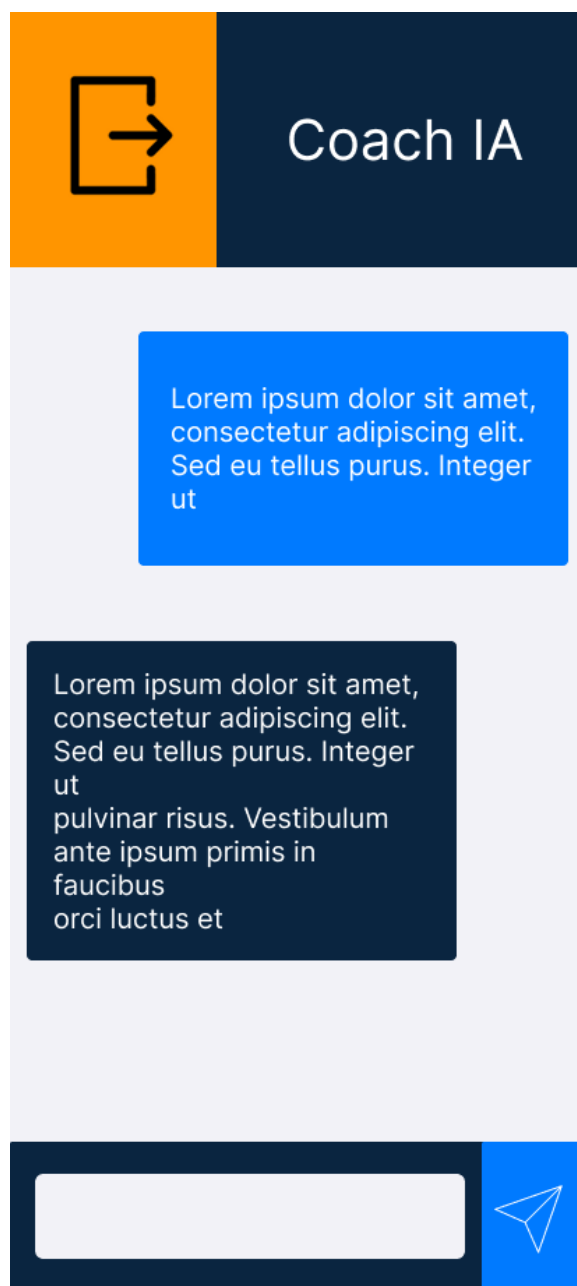 Coach IA
Lorem ipsum dolor sit amet,
consectetur adipiscing elit.
Sed eu tellus purus. Integer
ut
Lorem ipsum dolor sit amet,
consectetur adipiscing elit.
Sed eu tellus purus. Integer
ut
pulvinar risus. Vestibulum
ante ipsum primis in
faucibus
orci luctus et